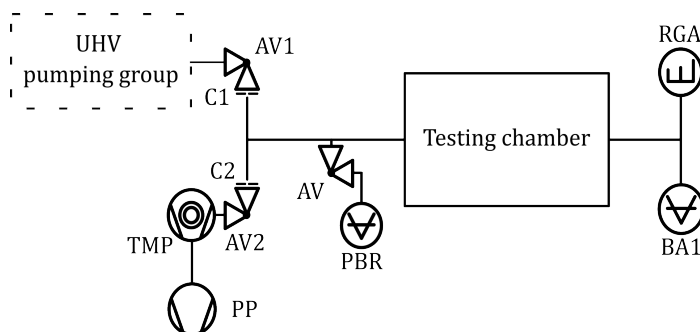 UHV
pumping group
AV1
C1
RGA
Testing chamber
C2
AV
TMP
AV2
PBR
BA1
PP